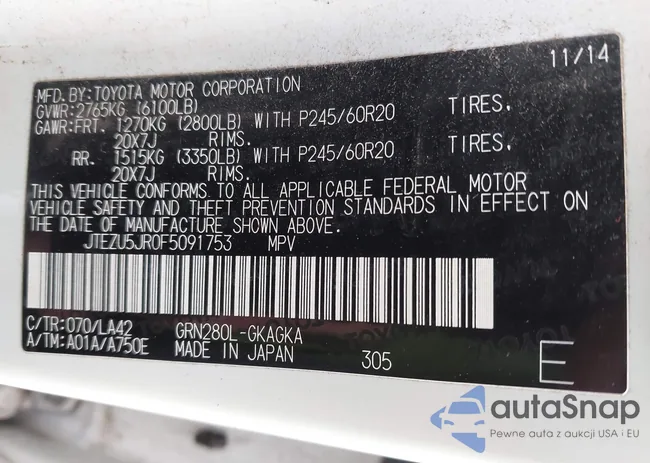 11/14
MFD.BY:TOYOTA MOTOR CORPORATION
GVWR:2765KG (6100LB)
GAWR:FRT. 1270KG (2800LB) WITH P245/60R20 TIRES,
20X7J RIMS.
RR. 1515KG (3350LB) WITH P245/60R20 TIRES,
20X7J RIMS.
THIS VEHICLE CONFORMS TO ALL APPLICABLE FEDERAL MOTOR
VEHICLE SAFETY AND THEFT PREVENTION STANDARDS IN EFFECT ON
THE DATE OF MANUFACTURE SHOWN ABOVE.
JTEZU5JR0F5091753 MPV
C/TR:070/LA42 GRN280L-GKAGKA
A/TM:A01A/A750E MADE IN JAPAN 305 E
autaSnap
Pewne auta z aukcji USA i EU